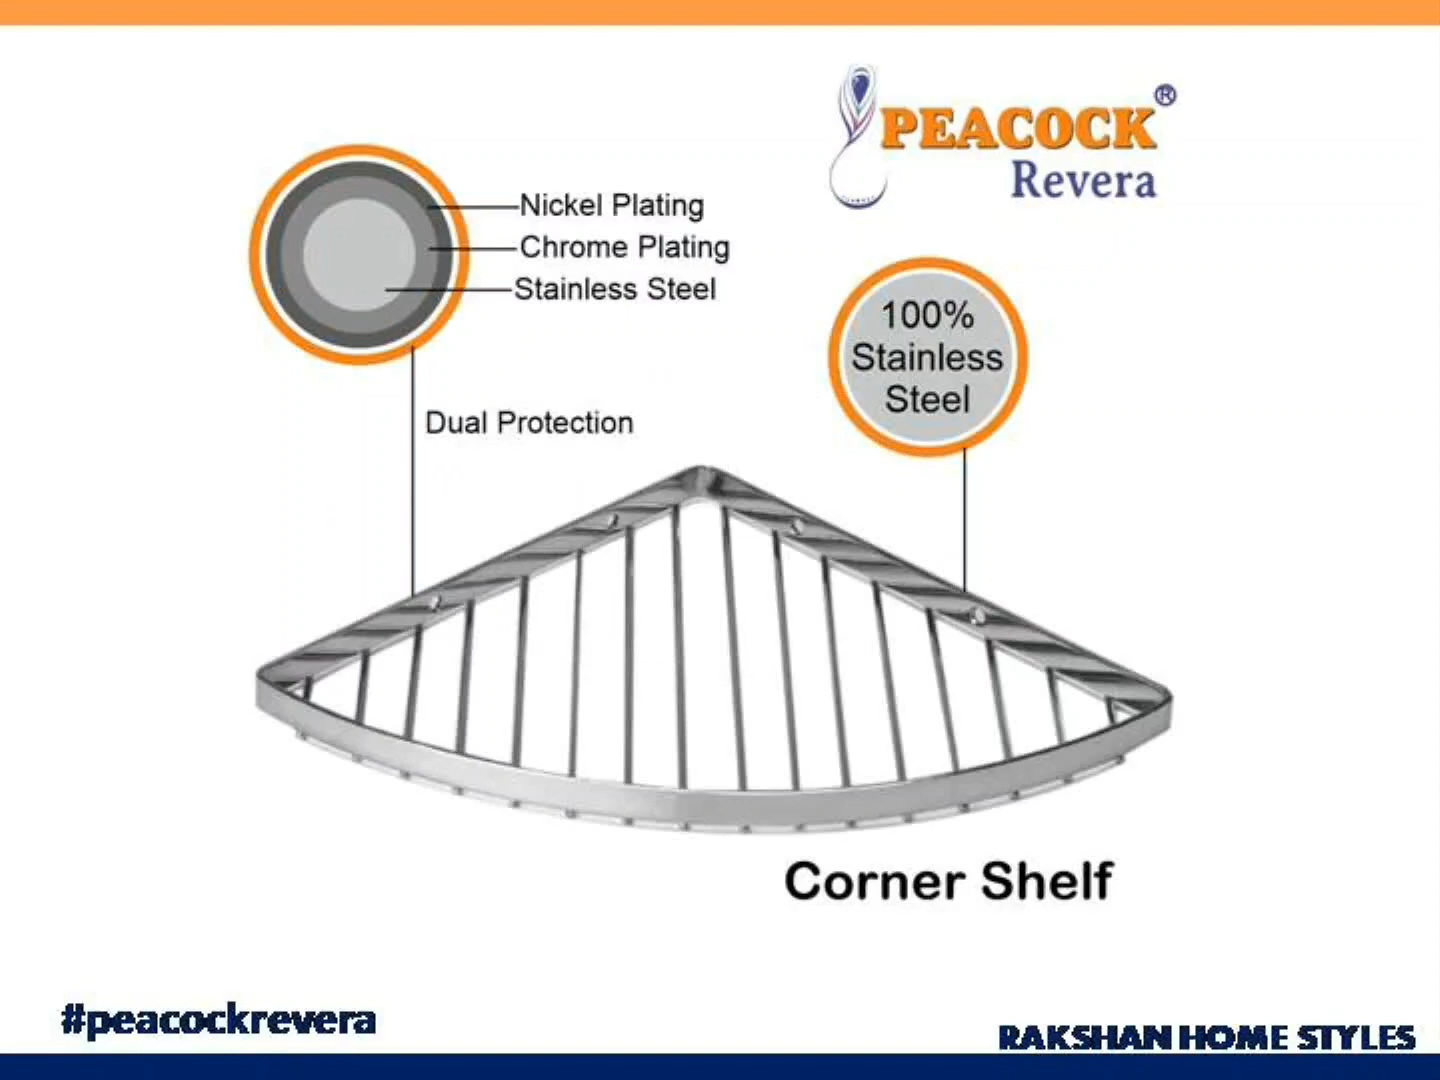 PEACOCK®
Revera
Nickel Plating
Chrome Plating
Stainless Steel
100%
Stainless
Steel
Dual Protection
Corner Shelf
#peacockrevera
RAKSHAN HOME STYLES